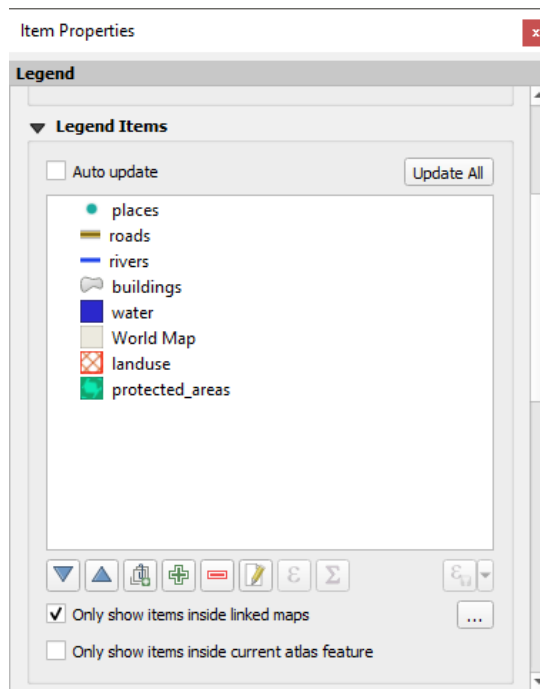 Item Properties
x
Legend
Legend Items
Auto update
Update All
places
roads
rivers
buildings
water
World Map
landuse
protected_areas
ε
Σ
ε
Only show items inside linked maps
...
Only show items inside current atlas feature